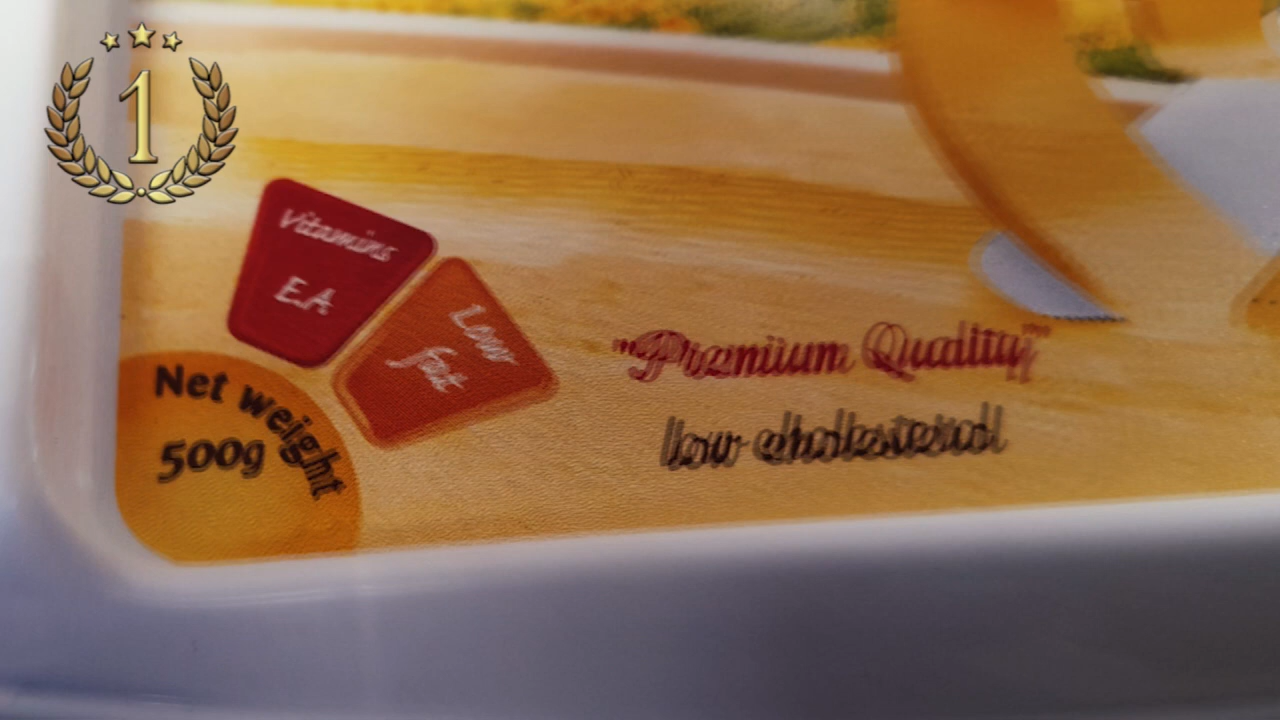 1
Vitamins
E.A
Low
fat
Net weight
500g
"Premium Quality"
low cholesterol